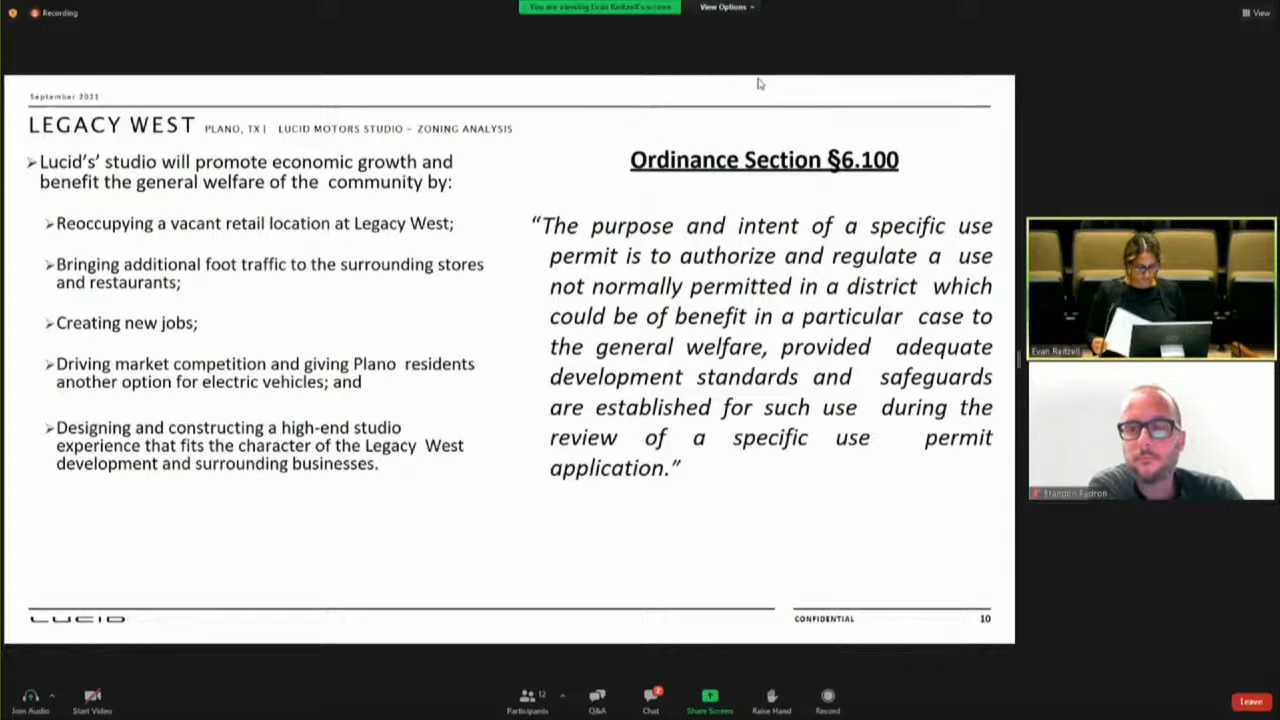 Recording
You are viewing Evan Reitzell's screen
View Options
View
September 2021
LEGACY WEST PLANO, TX | LUCID MOTORS STUDIO - ZONING ANALYSIS
Lucid's' studio will promote economic growth and
benefit the general welfare of the community by:
Reoccupying a vacant retail location at Legacy West;
Bringing additional foot traffic to the surrounding stores
and restaurants;
Creating new jobs;
Driving market competition and giving Plano residents
another option for electric vehicles; and
Designing and constructing a high-end studio
experience that fits the character of the Legacy West
development and surrounding businesses.
Ordinance Section §6.100
“The purpose and intent of a specific use
permit is to authorize and regulate a use
not normally permitted in a district which
could be of benefit in a particular case to
the general welfare, provided adequate
development standards and safeguards
are established for such use during the
review of a specific use permit
application.”
LUCID
CONFIDENTIAL
10
Evan Reitzell
Brandon Padron
Join Audio
Start Video
12
Participants
Q&A
2
Chat
Share Screen
Raise Hand
Record
Leave